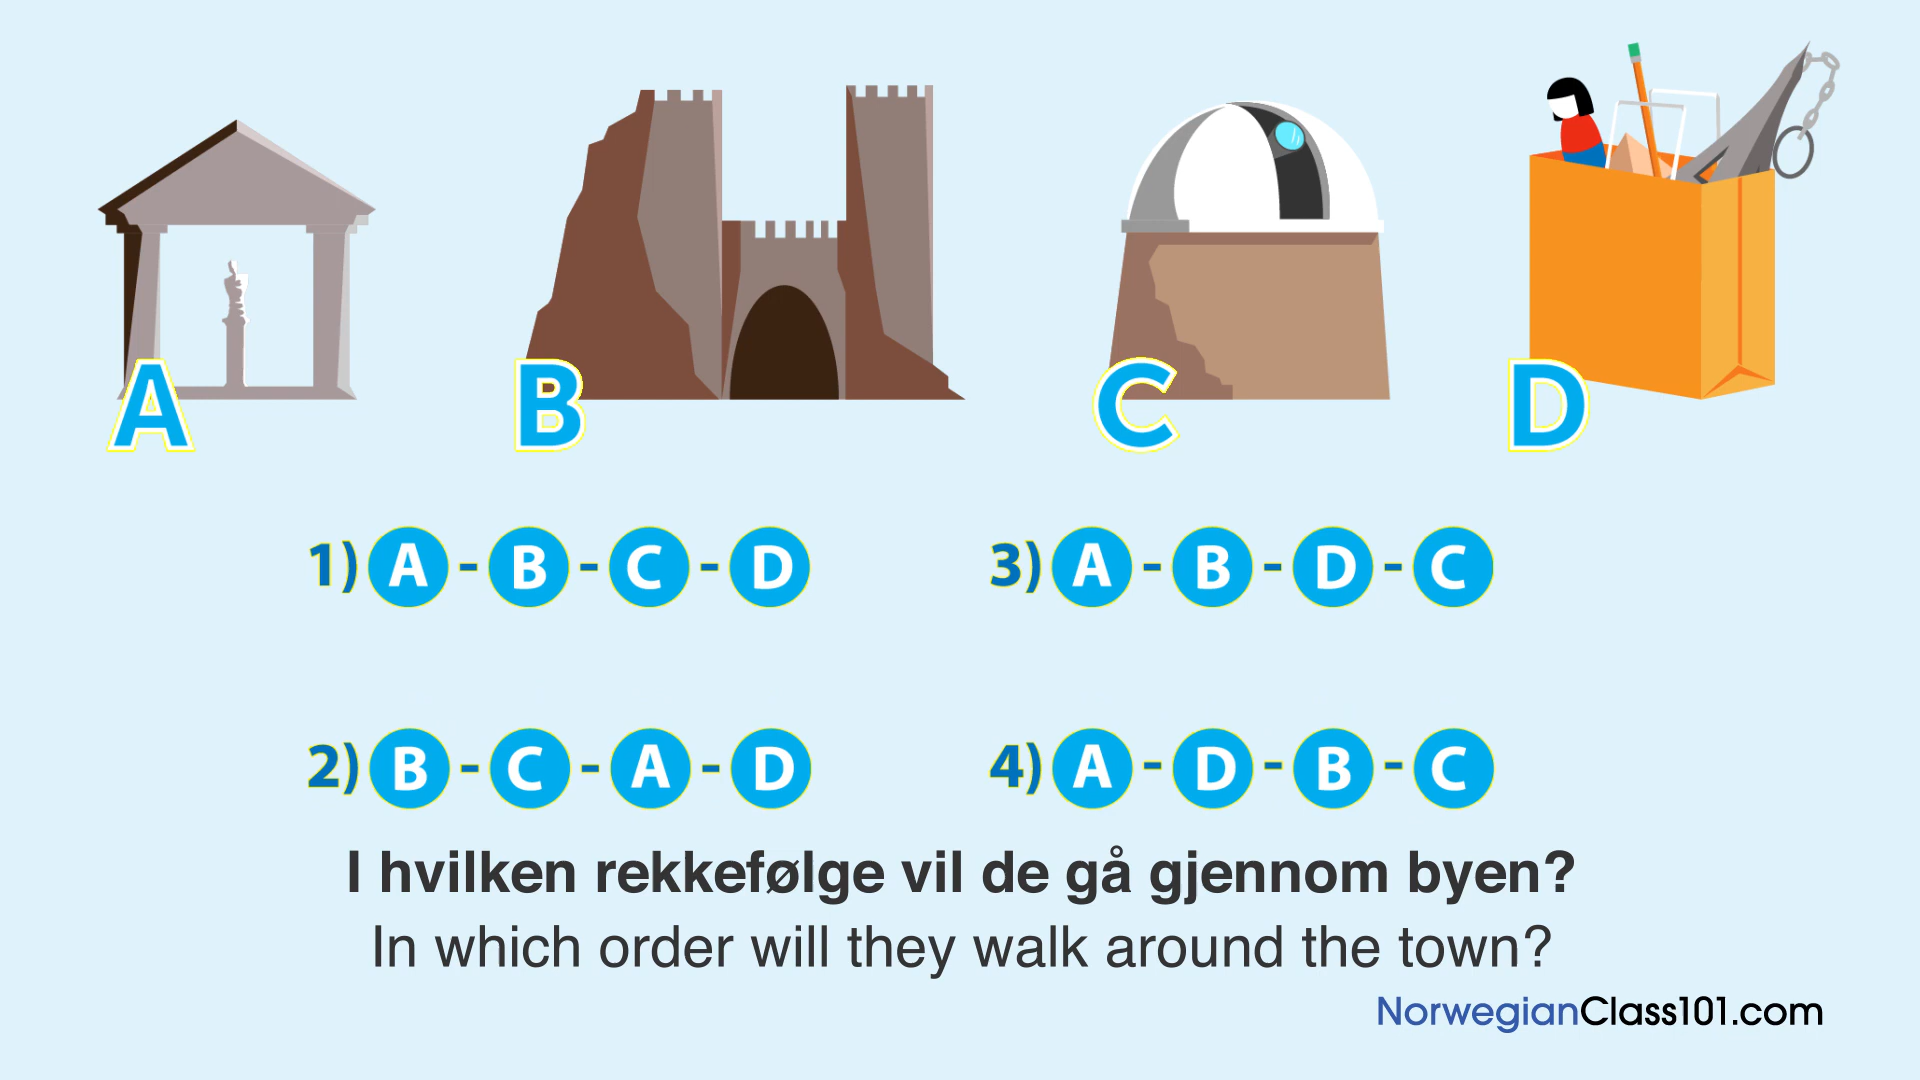 A B C D
1) A - B - C - D
3) A - B - D - C
2) B - C - A - D
4) A - D - B - C
I hvilken rekkefølge vil de gå gjennom byen?
In which order will they walk around the town?
NorwegianClass101.com